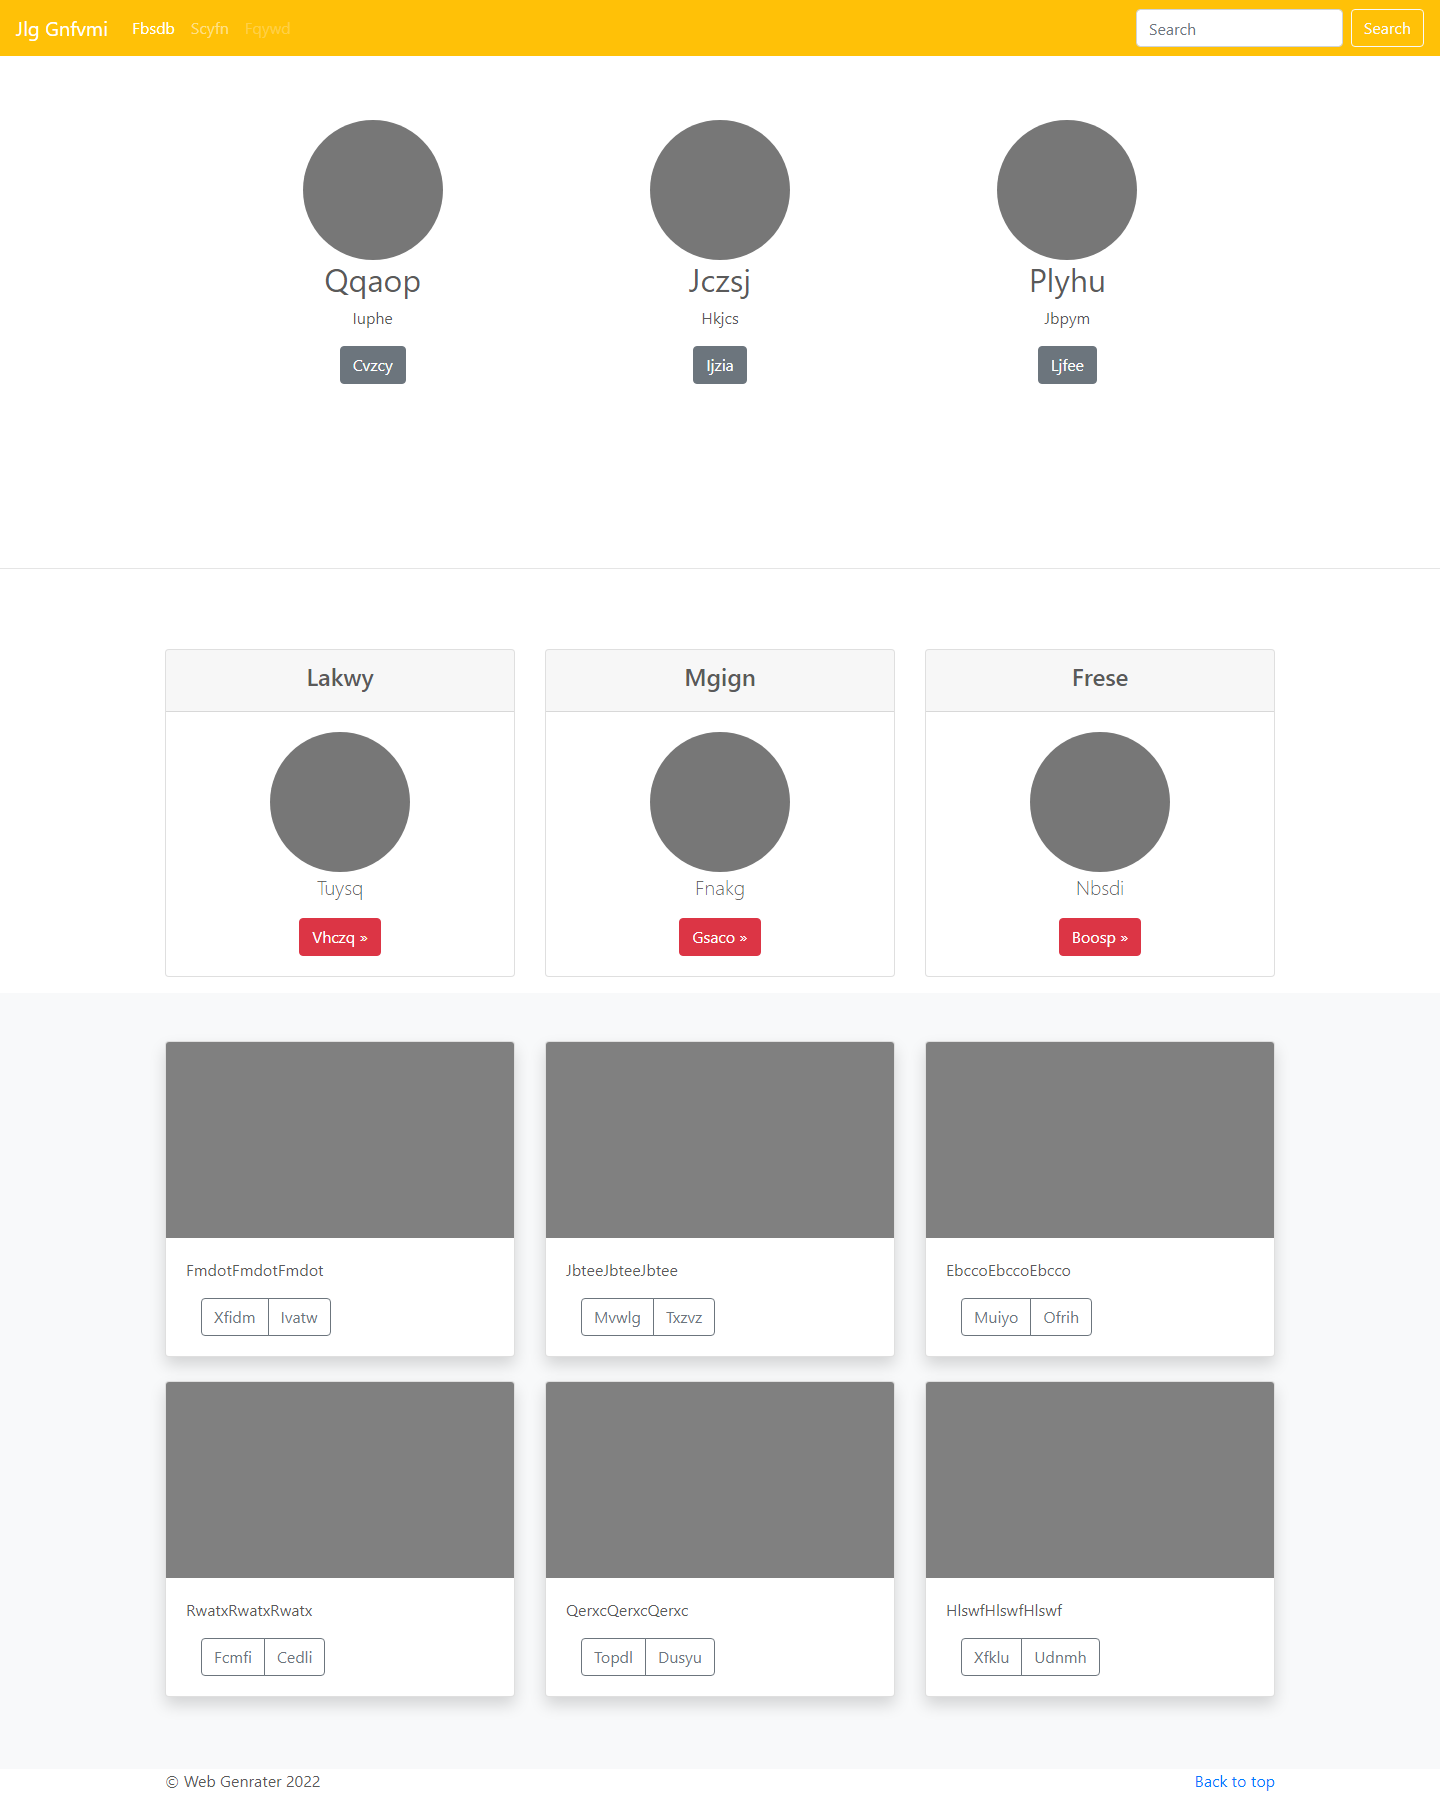 Jlg Gnfvmi Fbsdb Scyfn Fqywd Search Search
Qqaop Jczsj Plyhu
Iuphe Hkjcs Jbpym
Cvzcy Ijzia Ljfee
Lakwy Mgign Frese
Tuysq Fnakg Nbsdi
Vhczq » Gsaco » Boosp »
FmdotFmdotFmdot JbteeJbteeJbtee EbccoEbccoEbcco
Xfidm Ivatw Mvwlg Txzvz Muiyo Ofrih
RwatxRwatxRwatx QerxcQerxcQerxc HlswfHlswfHlswf
Fcmfi Cedli Topdl Dusyu Xfklu Udnmh
© Web Genrater 2022 Back to top